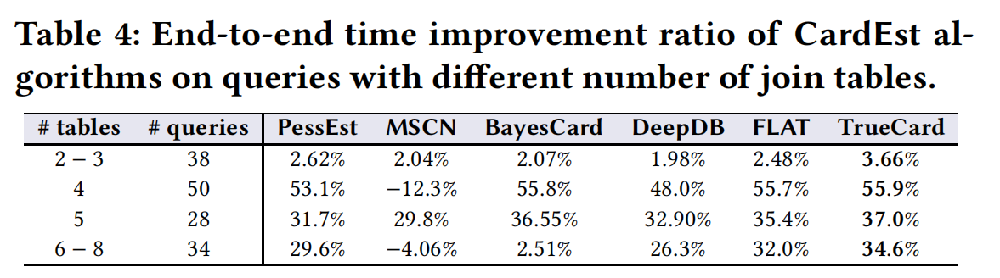 Table 4: End-to-end time improvement ratio of CardEst al-
gorithms on queries with different number of join tables.
# tables # queries PessEst MSCN BayesCard DeepDB FLAT TrueCard
2 – 3 38 2.62% 2.04% 2.07% 1.98% 2.48% 3.66%
4 50 53.1% −12.3% 55.8% 48.0% 55.7% 55.9%
5 28 31.7% 29.8% 36.55% 32.90% 35.4% 37.0%
6 – 8 34 29.6% −4.06% 2.51% 26.3% 32.0% 34.6%